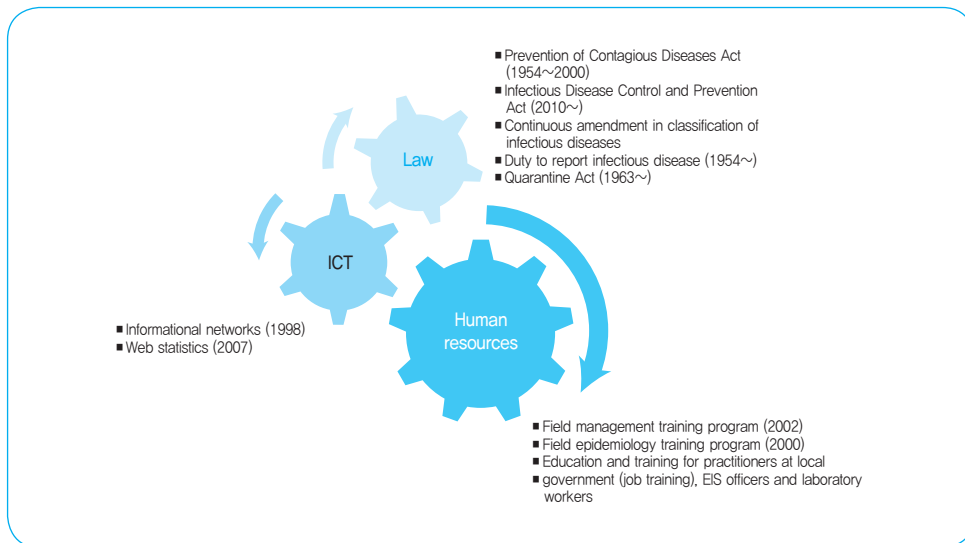 ■ Prevention of Contagious Diseases Act
(1954～2000)
■ Infectious Disease Control and Prevention
Act (2010～)
■ Continuous amendment in classification of
infectious diseases
■ Duty to report infectious disease (1954～)
■ Quarantine Act (1963～)
Law
ICT
■ Informational networks (1998)
■ Web statistics (2007)
Human
resources
■ Field management training program (2002)
■ Field epidemiology training program (2000)
■ Education and training for practitioners at local
■ government (job training), EIS officers and laboratory
workers